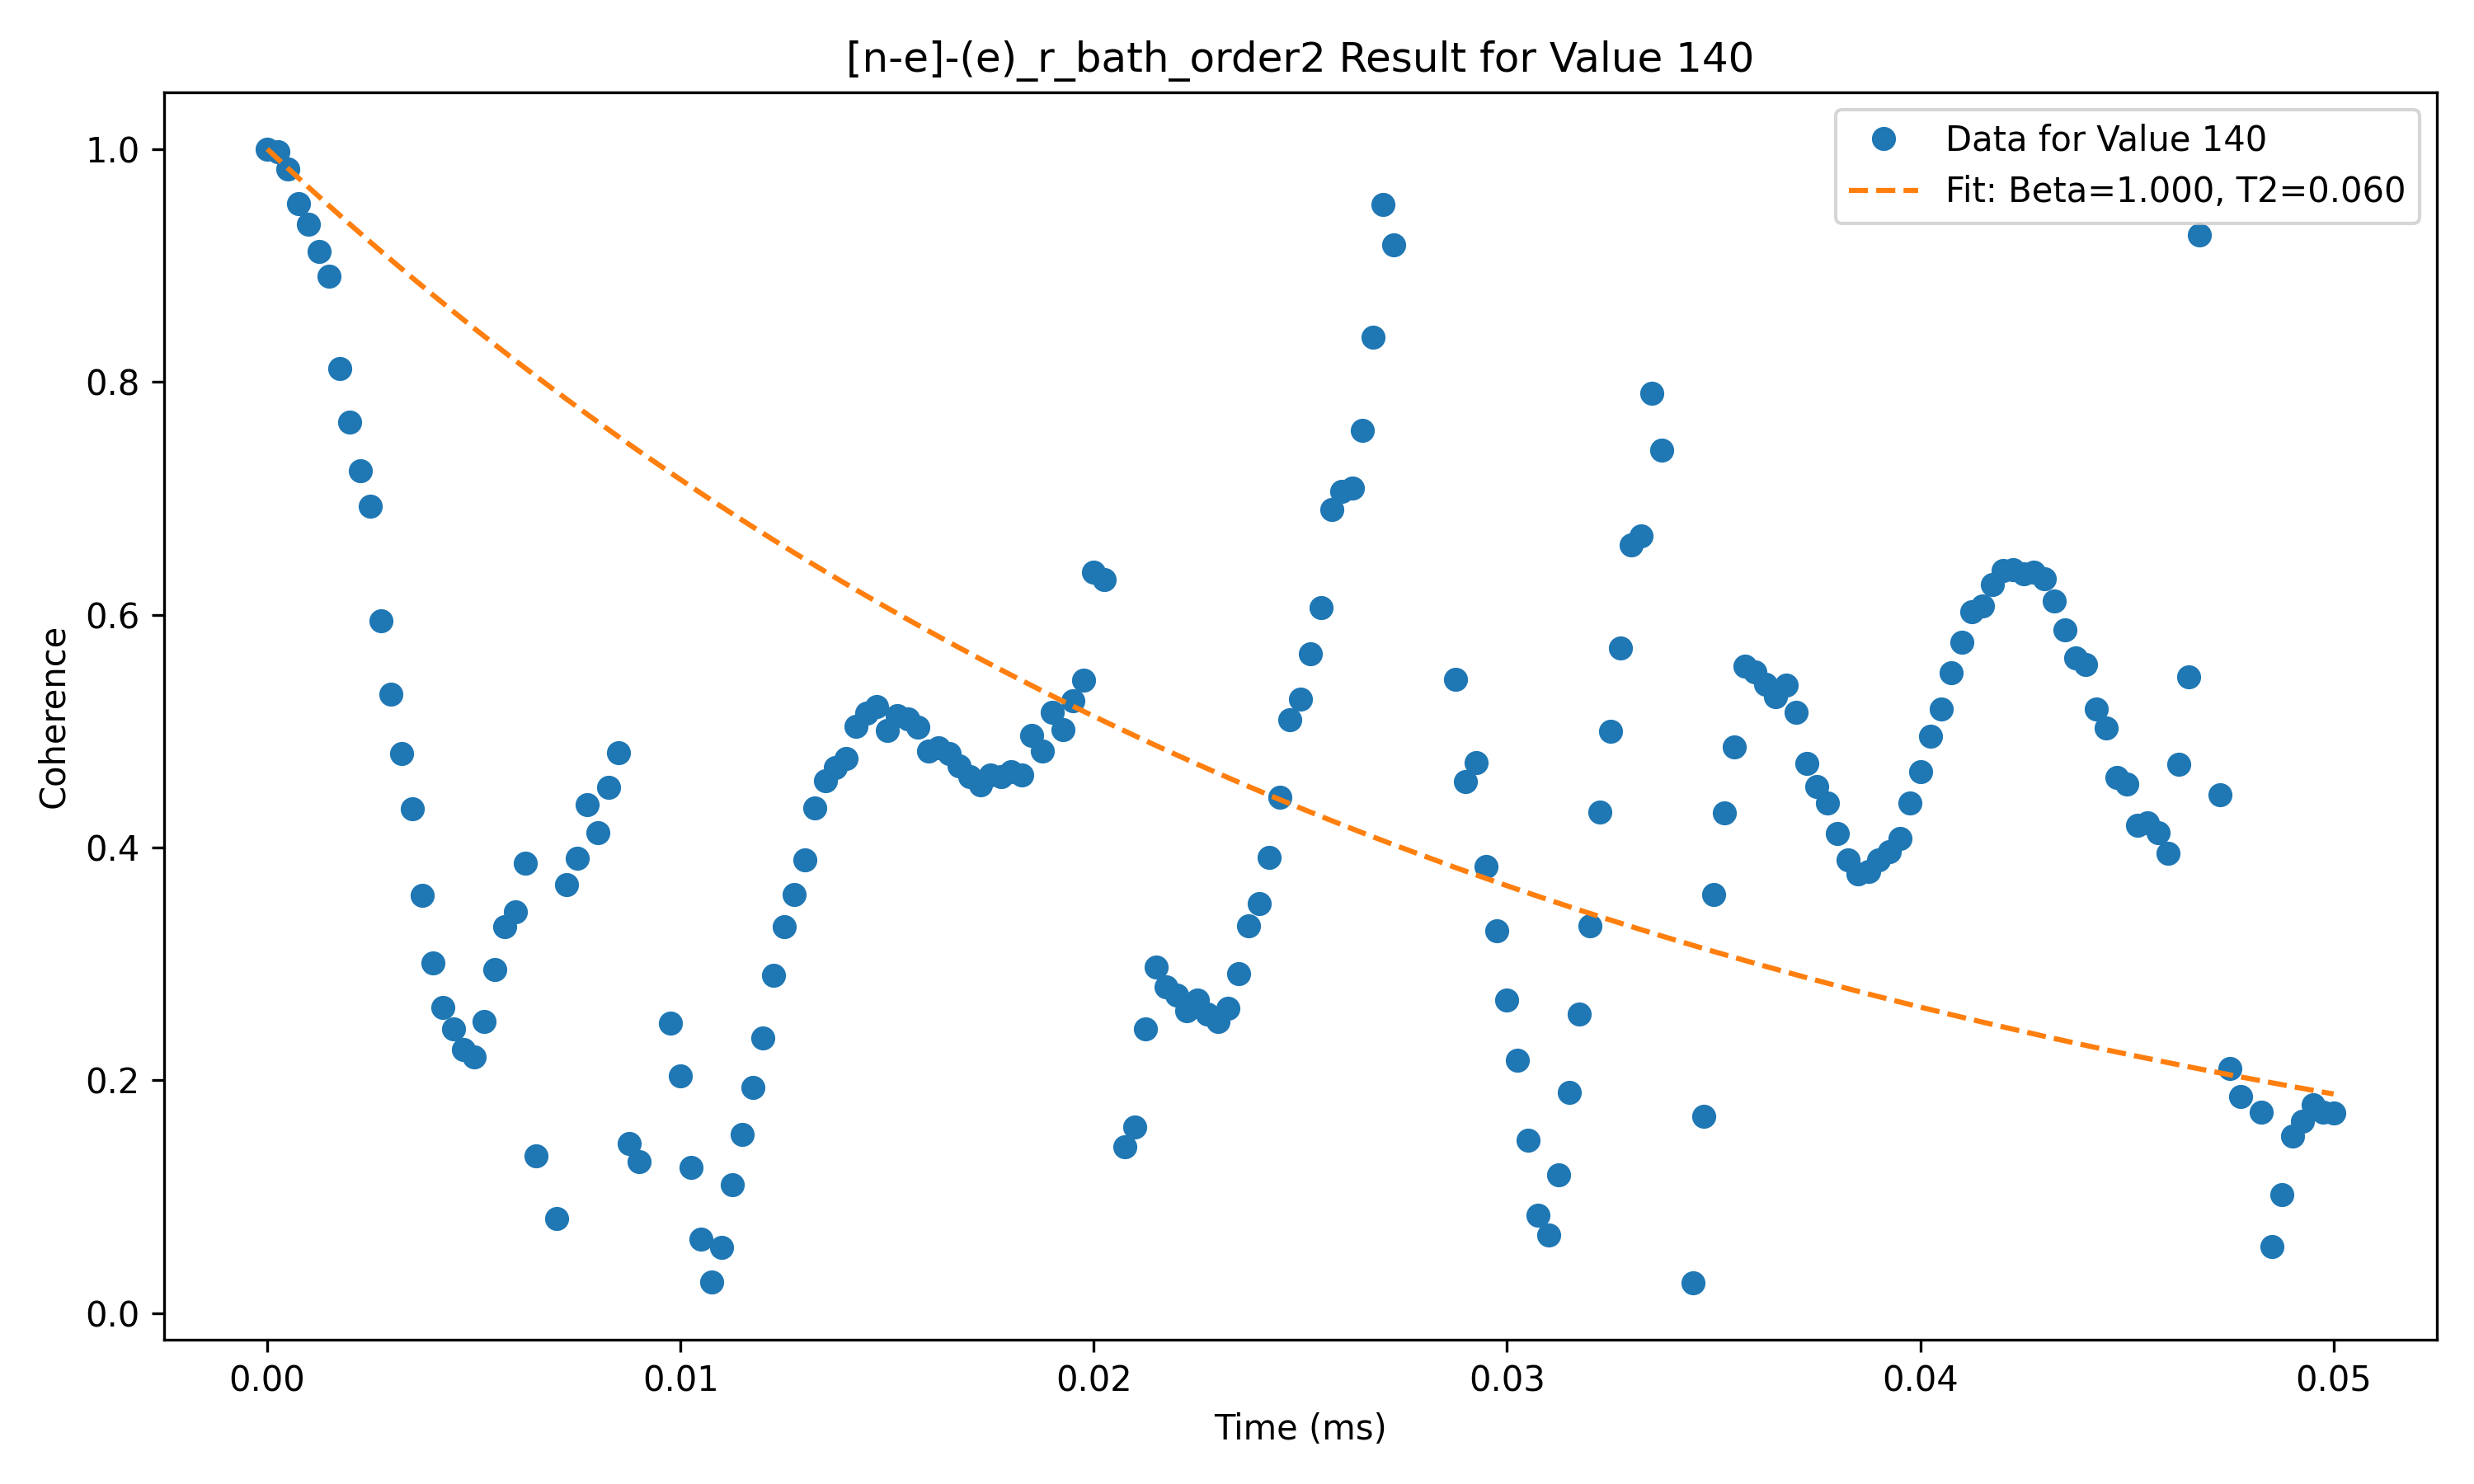 [n-e]-(e)_r_bath_order2 Result for Value 140
Data for Value 140
Fit: Beta=1.000, T2=0.060
Coherence
1.0
0.8
0.6
0.4
0.2
0.0
0.00 0.01 0.02 0.03 0.04 0.05
Time (ms)